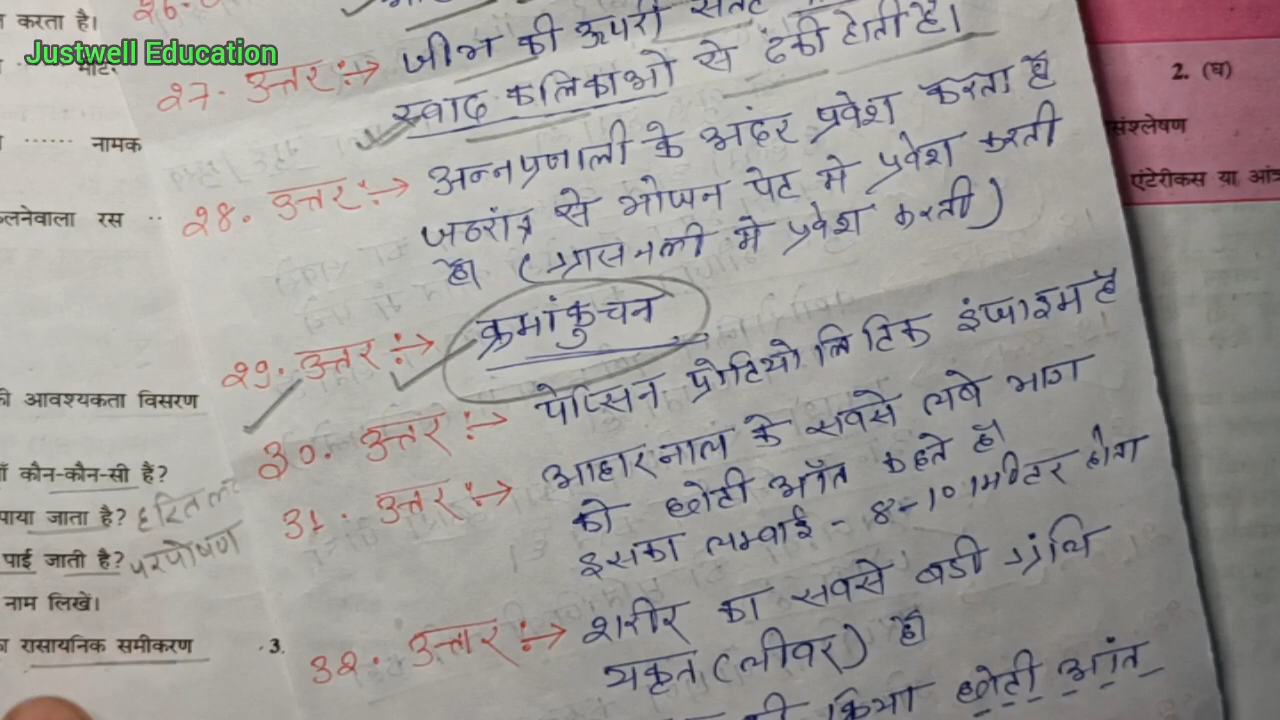 करता है।
26.
Justwell Education
27. उत्तर :→ जीभ की ऊपरी सतह
स्वाद कलिकाओ से ढकी होती है।
28. उत्तर :→ अन्नप्रणाली के अंदर प्रवेश करता है
जठरांत्र से भोजन पेट मे प्रवेश करती
है। (ग्रासनली मे प्रवेश करती)
29. उत्तर :→ क्रमांकुचन
30. उत्तर :→ पेप्सिन प्रोटियोलिटिक इंजाइम है
31. उत्तर :→ आहारनाल के सबसे लंबे भाग
को छोटी आँत कहते है।
इसका लम्बाई - 8-10 मिटर होता
32. उत्तर :→ शरीर का सबसे बडी ग्रंथि
यकृत (लीवर) है।
क्रिया छोटी आंत
...... नामक
लनेवाला रस ..
की आवश्यकता विसरण
कौन-कौन-सी है?
पाया जाता है?
पाई जाती है? परपोषण
नाम लिखें।
रासायनिक समीकरण
3.
2. (घ)
संश्लेषण
एंटेरीकस या